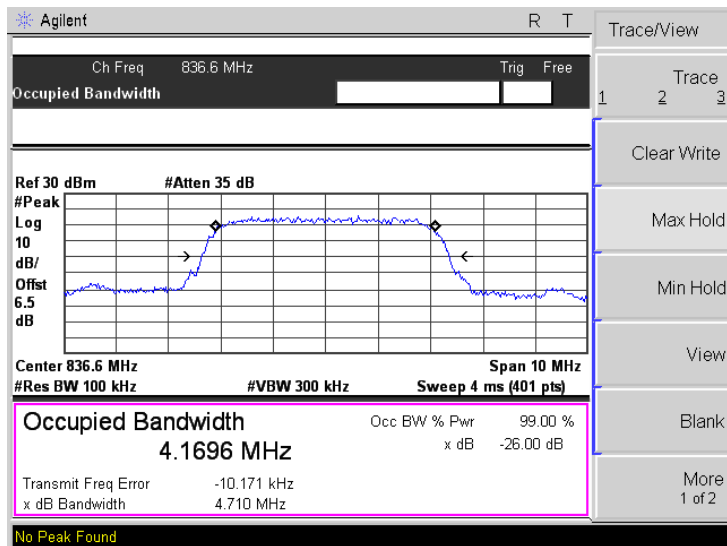 Agilent R T
Trace/View
Ch Freq 836.6 MHz Trig Free
Occupied Bandwidth
Trace
1 2 3
Clear Write
Max Hold
Min Hold
View
Blank
More
1 of 2
Ref 30 dBm #Atten 35 dB
#Peak
Log
10
dB/
Offst
6.5
dB
Center 836.6 MHz Span 10 MHz
#Res BW 100 kHz #VBW 300 kHz Sweep 4 ms (401 pts)
Occupied Bandwidth Occ BW % Pwr 99.00 %
4.1696 MHz x dB -26.00 dB
Transmit Freq Error -10.171 kHz
x dB Bandwidth 4.710 MHz
No Peak Found